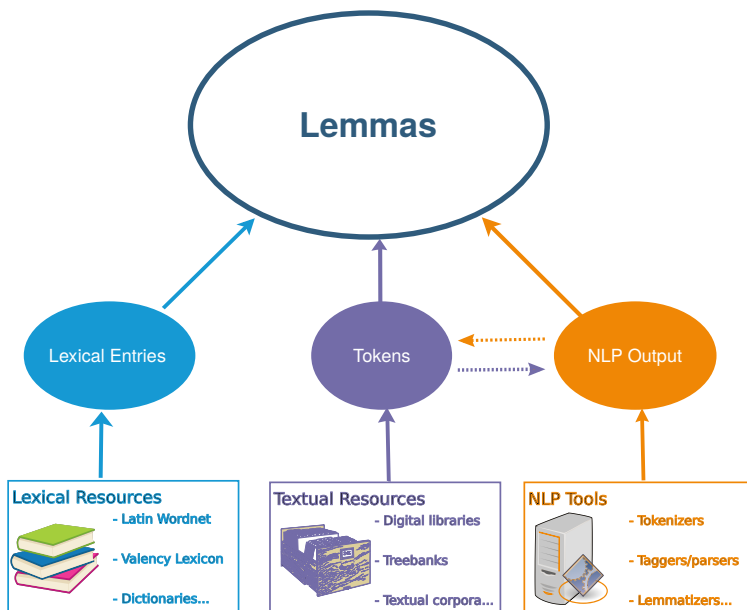 Lemmas
Lexical Entries
Tokens
NLP Output
Lexical Resources
- Latin Wordnet
- Valency Lexicon
- Dictionaries...
Textual Resources
- Digital libraries
- Treebanks
- Textual corpora...
NLP Tools
- Tokenizers
- Taggers/parsers
- Lemmatizers...